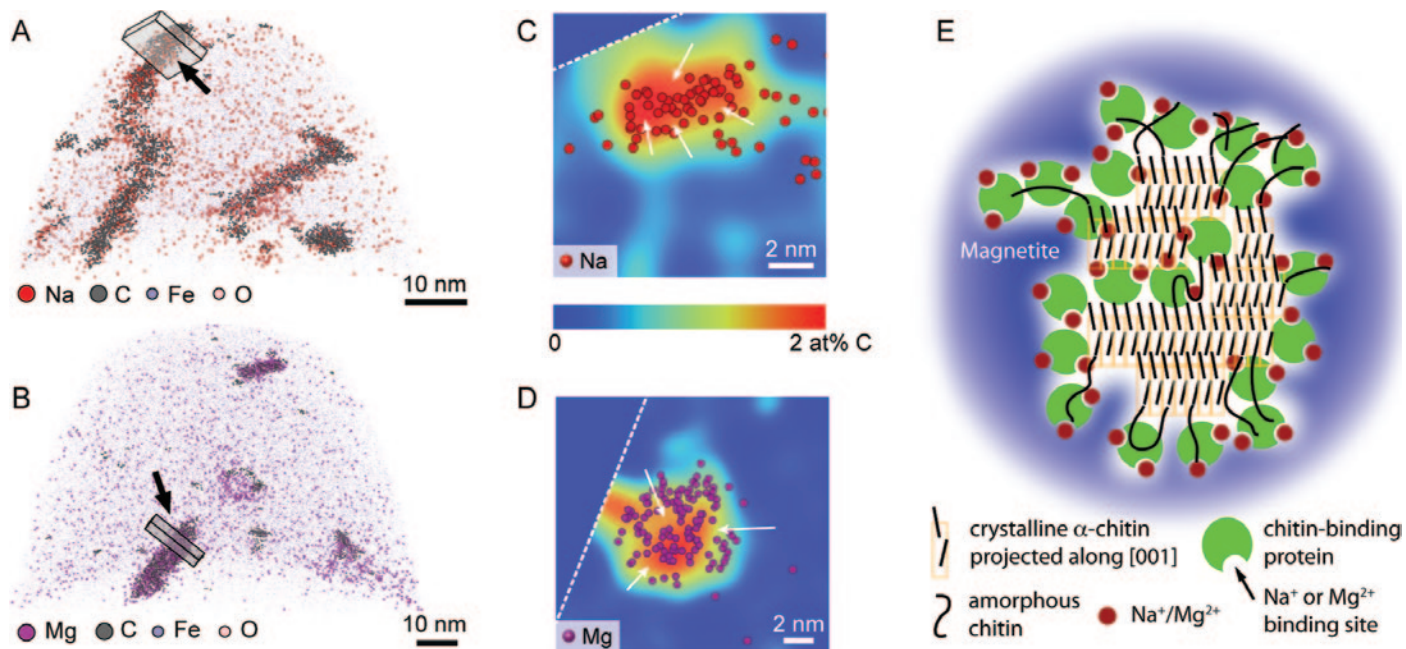 A
Na C Fe O
10 nm
B
Mg C Fe O
10 nm
C
Na
2 nm
0 2 at% C
D
Mg
2 nm
E
Magnetite
crystalline α-chitin
projected along [001]
amorphous
chitin
Na⁺/Mg²⁺
chitin-binding
protein
Na⁺ or Mg²⁺
binding site